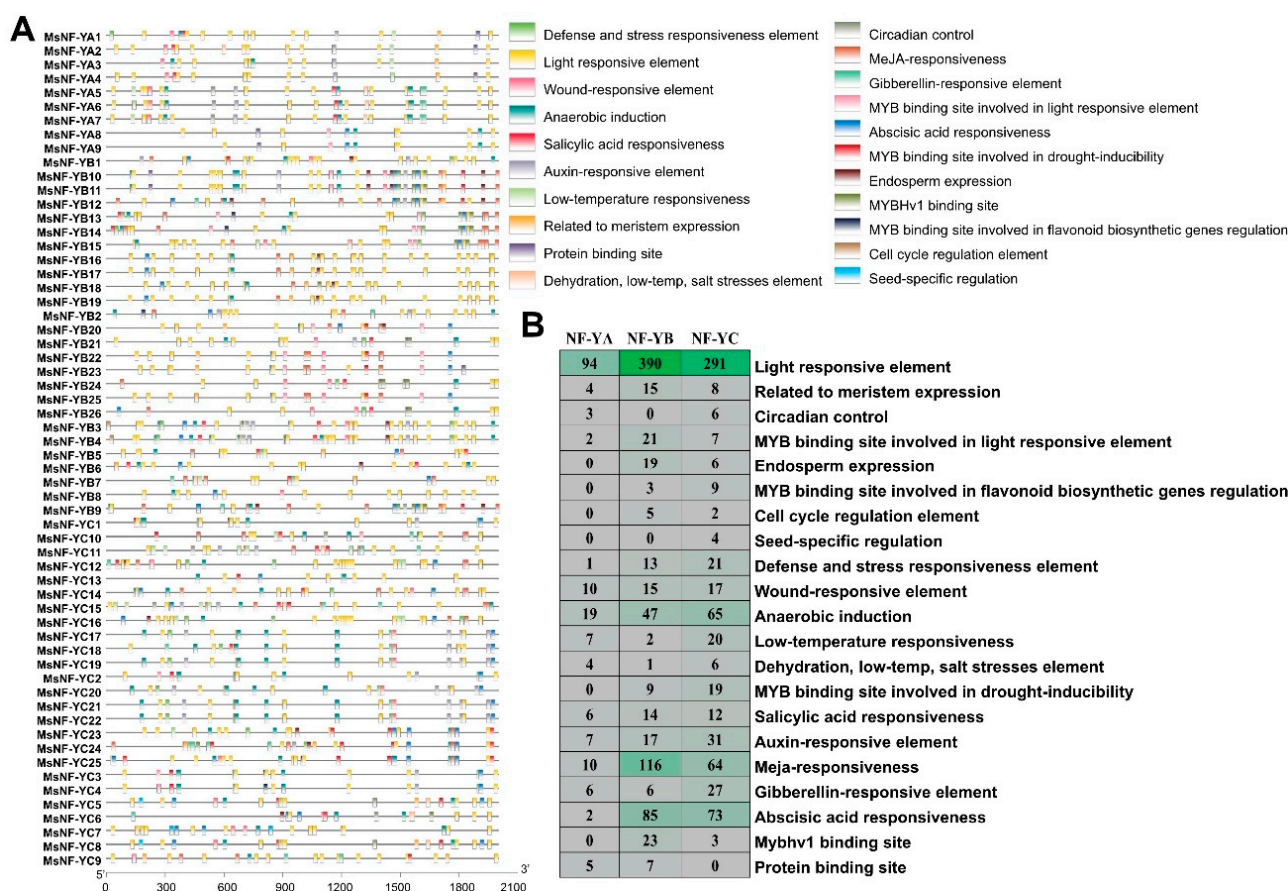 A
MsNF-YA1
MsNF-YA2
MsNF-YA3
MsNF-YA4
MsNF-YA5
MsNF-YA6
MsNF-YA7
MsNF-YA8
MsNF-YA9
MsNF-YB1
MsNF-YB10
MsNF-YB11
MsNF-YB12
MsNF-YB13
MsNF-YB14
MsNF-YB15
MsNF-YB16
MsNF-YB17
MsNF-YB18
MsNF-YB19
MsNF-YB2
MsNF-YB20
MsNF-YB21
MsNF-YB22
MsNF-YB23
MsNF-YB24
MsNF-YB25
MsNF-YB26
MsNF-YB3
MsNF-YB4
MsNF-YB5
MsNF-YB6
MsNF-YB7
MsNF-YB8
MsNF-YB9
MsNF-YC1
MsNF-YC10
MsNF-YC11
MsNF-YC12
MsNF-YC13
MsNF-YC14
MsNF-YC15
MsNF-YC16
MsNF-YC17
MsNF-YC18
MsNF-YC19
MsNF-YC2
MsNF-YC20
MsNF-YC21
MsNF-YC22
MsNF-YC23
MsNF-YC24
MsNF-YC25
MsNF-YC3
MsNF-YC4
MsNF-YC5
MsNF-YC6
MsNF-YC7
MsNF-YC8
MsNF-YC9
5' 3'
0 300 600 900 1200 1500 1800 2100
Defense and stress responsiveness element
Light responsive element
Wound-responsive element
Anaerobic induction
Salicylic acid responsiveness
Auxin-responsive element
Low-temperature responsiveness
Related to meristem expression
Protein binding site
Dehydration, low-temp, salt stresses element
Circadian control
MeJA-responsiveness
Gibberellin-responsive element
MYB binding site involved in light responsive element
Abscisic acid responsiveness
MYB binding site involved in drought-inducibility
Endosperm expression
MYBHv1 binding site
MYB binding site involved in flavonoid biosynthetic genes regulation
Cell cycle regulation element
Seed-specific regulation
B
NF-YA NF-YB NF-YC
94 390 291 Light responsive element
4 15 8 Related to meristem expression
3 0 6 Circadian control
2 21 7 MYB binding site involved in light responsive element
0 19 6 Endosperm expression
0 3 9 MYB binding site involved in flavonoid biosynthetic genes regulation
0 5 2 Cell cycle regulation element
0 0 4 Seed-specific regulation
1 13 21 Defense and stress responsiveness element
10 15 17 Wound-responsive element
19 47 65 Anaerobic induction
7 2 20 Low-temperature responsiveness
4 1 6 Dehydration, low-temp, salt stresses element
0 9 19 MYB binding site involved in drought-inducibility
6 14 12 Salicylic acid responsiveness
7 17 31 Auxin-responsive element
10 116 64 Meja-responsiveness
6 6 27 Gibberellin-responsive element
2 85 73 Abscisic acid responsiveness
0 23 3 Mybhv1 binding site
5 7 0 Protein binding site